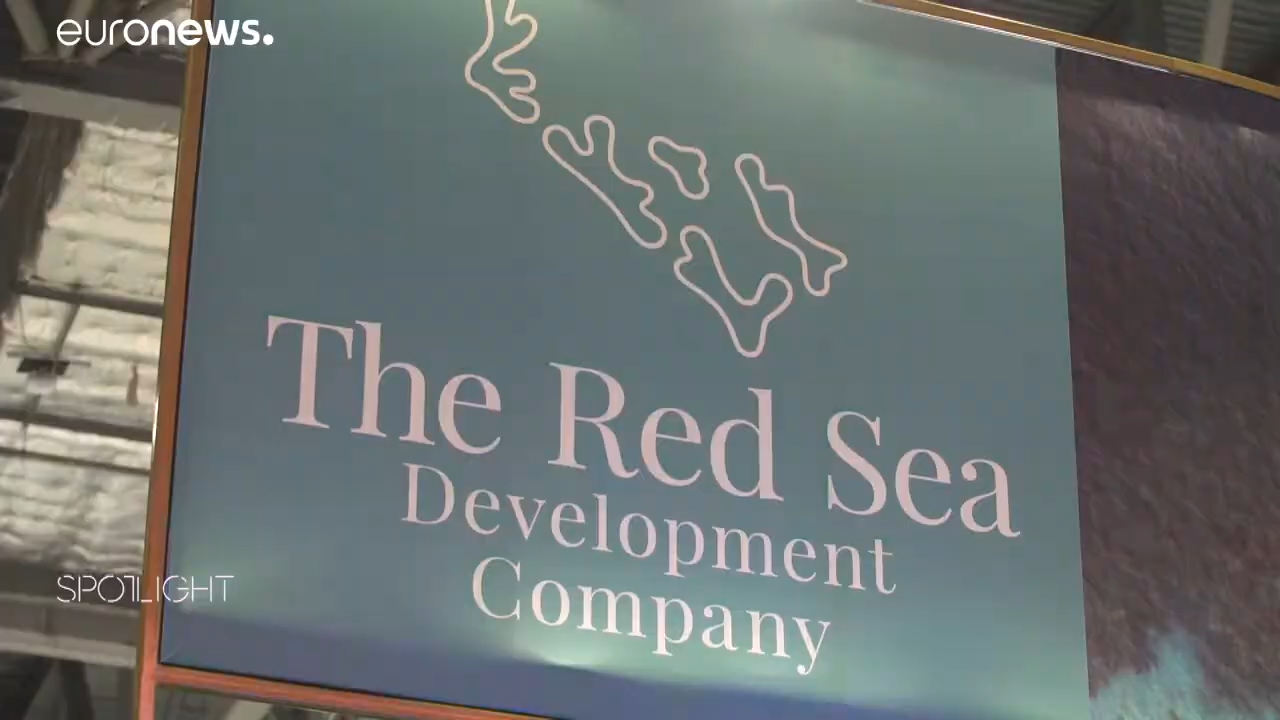 euronews.
The Red Sea
Development
Company
SPOTLIGHT